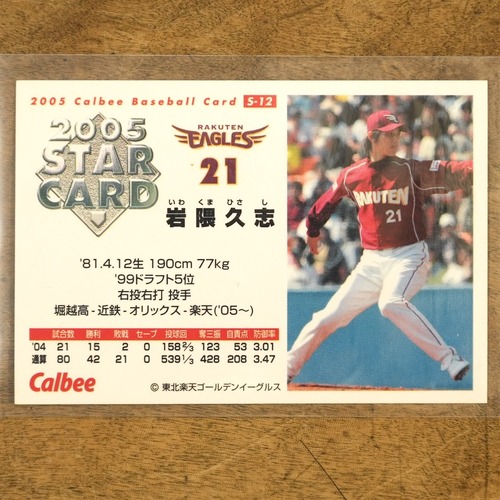 2005 Calbee Baseball Card S-12
2005
STAR
CARD
RAKUTEN
EAGLES
21
いわ くま ひさ し
岩隈久志
'81.4.12生 190cm 77kg
'99ドラフト5位
右投右打 投手
堀越高-近鉄-オリックス-楽天('05〜)
試合数 勝利 敗戦 セーブ 投球回 奪三振 自責点 防御率
'04 21 15 2 0 158⅔ 123 53 3.01
通算 80 42 21 0 539⅓ 428 208 3.47
Calbee
© 東北楽天ゴールデンイーグルス
RAKUTEN
21